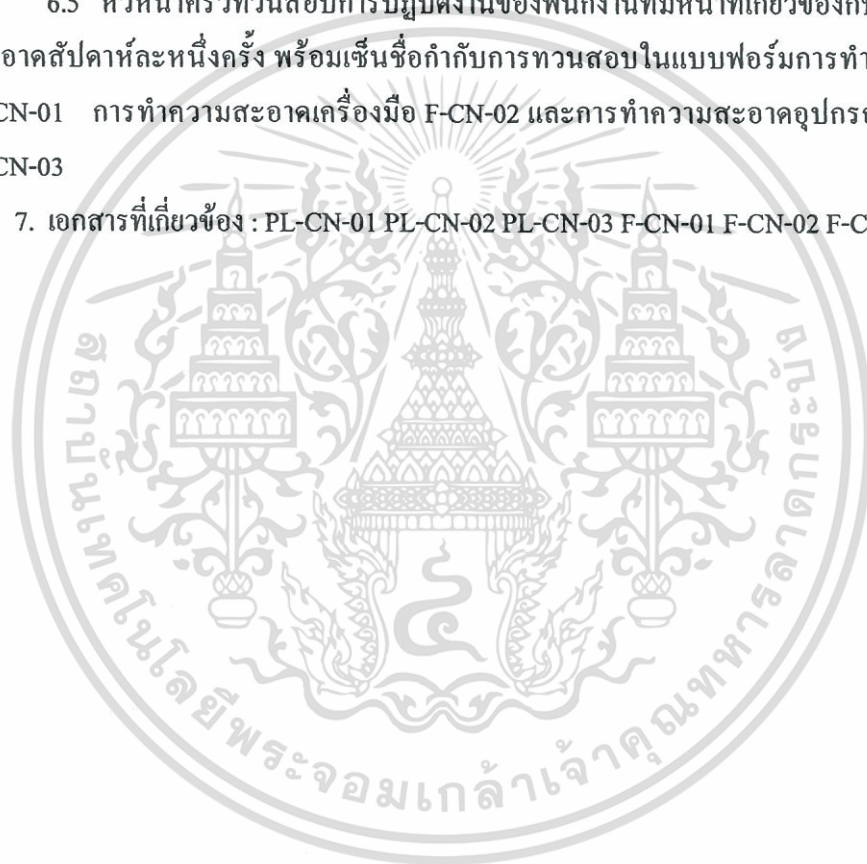 6.5 หัวหน้าครัวทวนสอบการปฏิบัติงานของพนักงานที่มีหน้าที่เกี่ยวข้อง
อาดสัปดาห์ละหนึ่งครั้ง พร้อมเซ็นชื่อกำกับการทวนสอบในแบบฟอร์มการทำ
CN-01 การทำความสะอาดเครื่องมือ F-CN-02 และการทำความสะอาดอุปกร
CN-03
7. เอกสารที่เกี่ยวข้อง : PL-CN-01 PL-CN-02 PL-CN-03 F-CN-01 F-CN-02 F-C
สถาบันเทคโนโลยีพระจอมเกล้าเจ้าคุณทหารลาดกระบัง